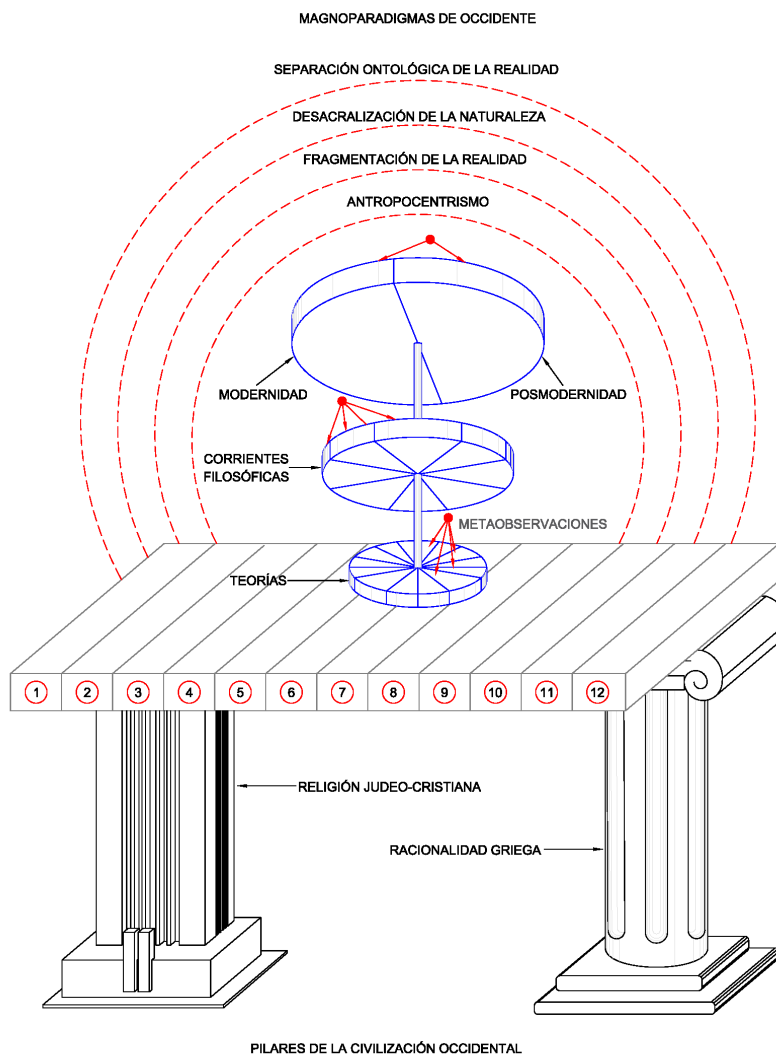 MAGNOPARADIGMAS DE OCCIDENTE
SEPARACIÓN ONTOLÓGICA DE LA REALIDAD
DESACRALIZACIÓN DE LA NATURALEZA
FRAGMENTACIÓN DE LA REALIDAD
ANTROPOCENTRISMO
MODERNIDAD
POSMODERNIDAD
CORRIENTES
FILOSÓFICAS
METAOBSERVACIONES
TEORÍAS
1 2 3 4 5 6 7 8 9 10 11 12
RELIGIÓN JUDEO-CRISTIANA
RACIONALIDAD GRIEGA
PILARES DE LA CIVILIZACIÓN OCCIDENTAL